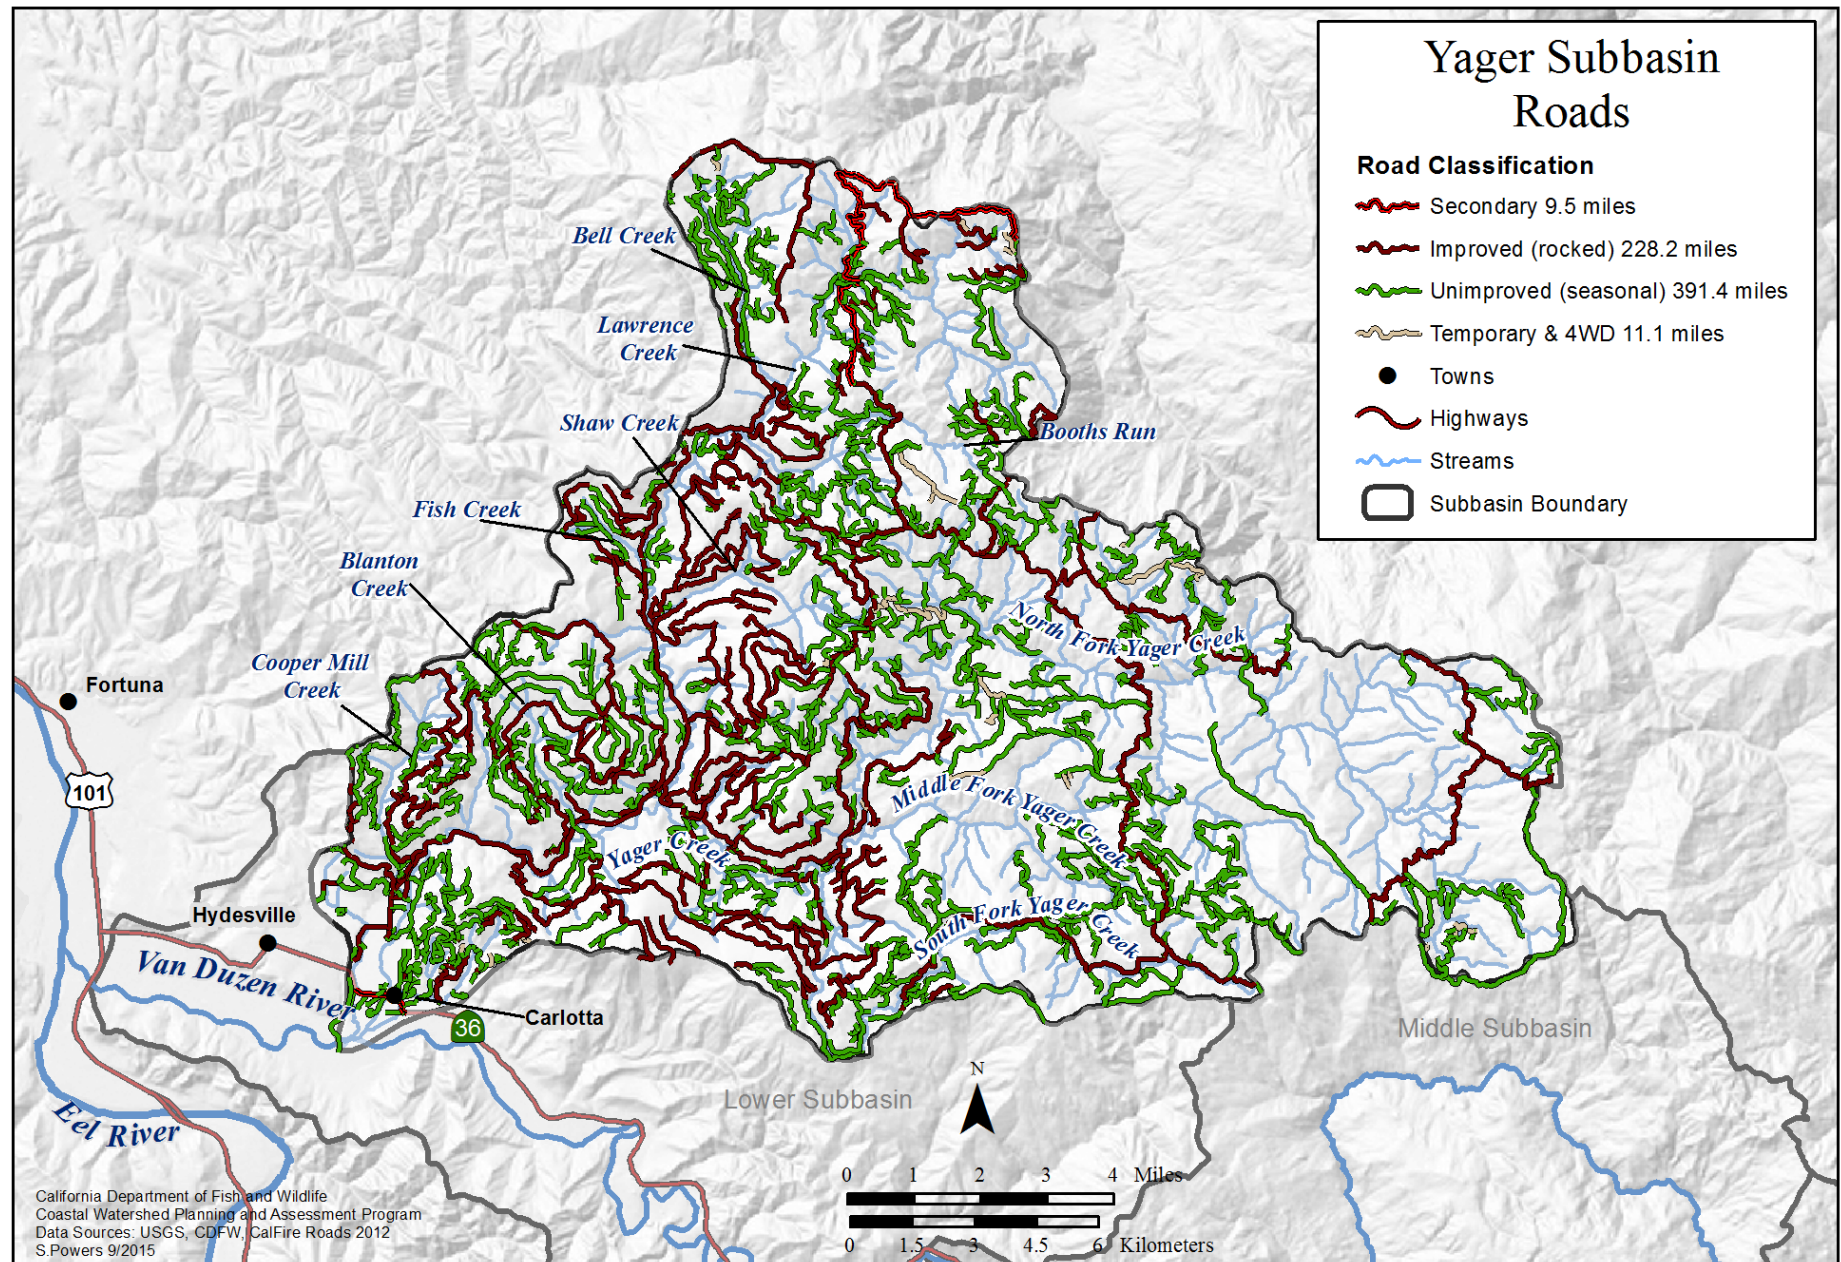 Yager Subbasin
Roads
Road Classification
Secondary 9.5 miles
Improved (rocked) 228.2 miles
Unimproved (seasonal) 391.4 miles
Temporary & 4WD 11.1 miles
Towns
Highways
Streams
Subbasin Boundary
Bell Creek
Lawrence
Creek
Shaw Creek
Booths Run
Fish Creek
Blanton
Creek
North Fork Yager Creek
Cooper Mill
Creek
Fortuna
101
Middle Fork Yager Creek
Yager Creek
Hydesville
South Fork Yager Creek
Van Duzen River
Carlotta
36
Middle Subbasin
Lower Subbasin
N
Eel River
0 1 2 3 4 Miles
0 1.5 3 4.5 6 Kilometers
California Department of Fish and Wildlife
Coastal Watershed Planning and Assessment Program
Data Sources: USGS, CDFW, CalFire Roads 2012
S.Powers 9/2015